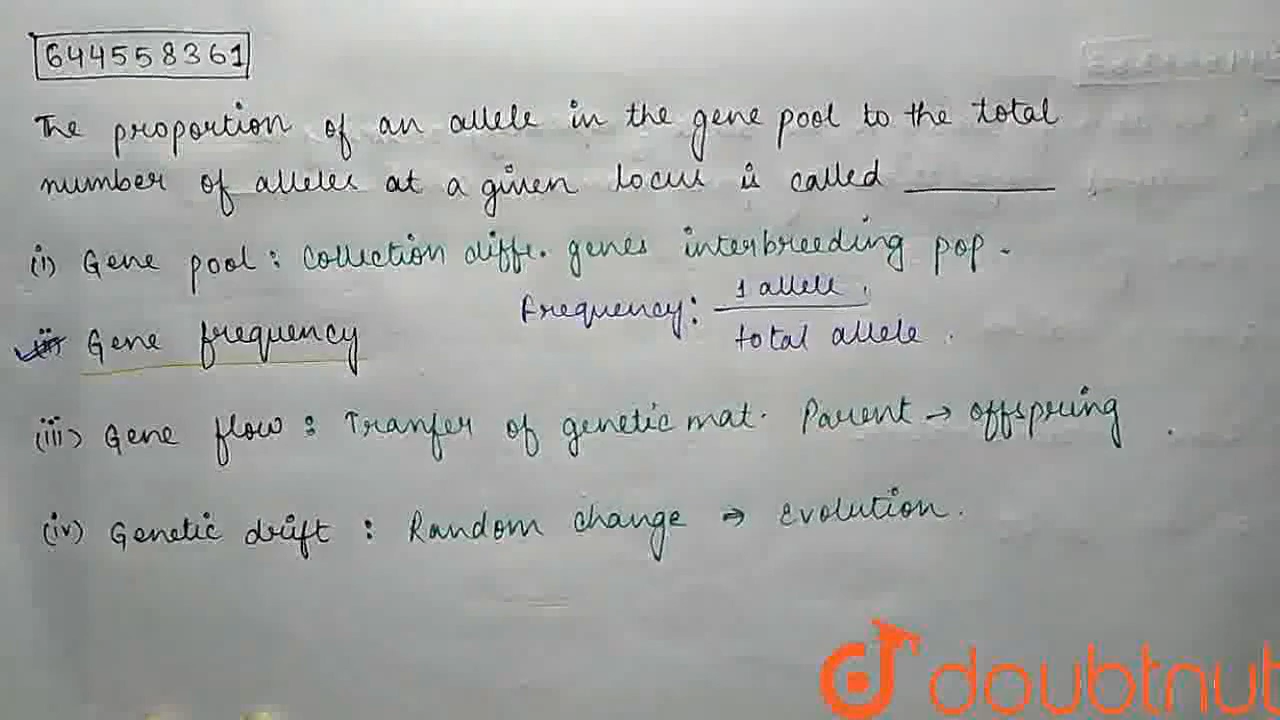 644558361
The proportion of an allele in the gene pool to the total
number of alleles at a given locus is called ________
(i) Gene pool : Collection diffe. genes interbreeding pop.
Frequency: 1 allele.
total allele.
(ii) Gene frequency
(iii) Gene flow : Tranfer of genetic mat. Parent → offspring.
(iv) Genetic drift : Random change → evolution.
doubtnut